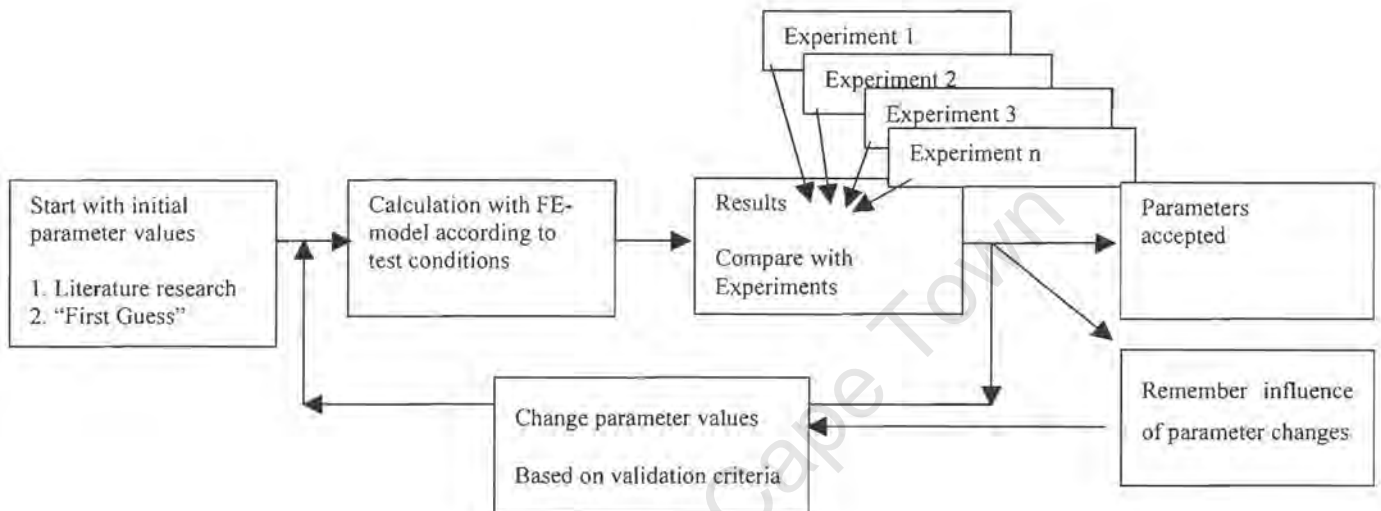 Experiment 1
Experiment 2
Experiment 3
Experiment n
Start with initial
parameter values
1. Literature research
2. "First Guess"
Calculation with FE-
model according to
test conditions
Results
Compare with
Experiments
Parameters
accepted
Change parameter values
Based on validation criteria
Remember influence
of parameter changes
Cape Town